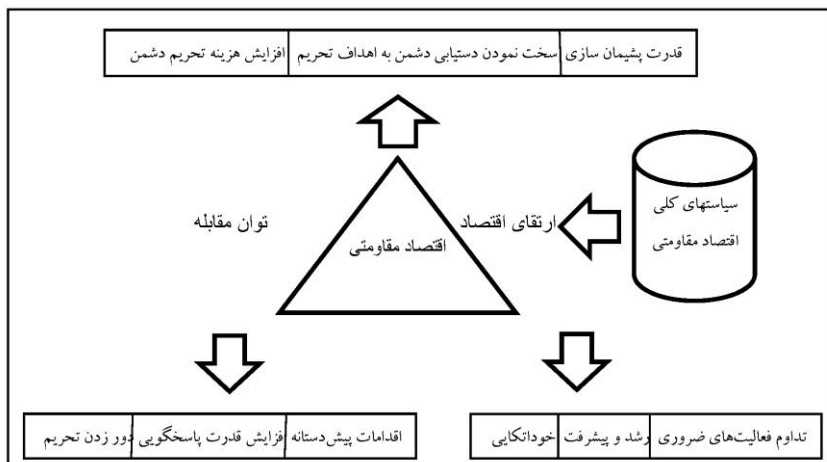 قدرت پشیمان سازی سخت نمودن دستیابی دشمن به اهداف تحریم افزایش هزینه تحریم دشمن
سیاستهای کلی
اقتصاد مقاومتی
ارتقای اقتصاد
توان مقابله
اقتصاد مقاومتی
تداوم فعالیت‌های ضروری رشد و پیشرفت خوداتکایی
اقدامات پیش‌دستانه افزایش قدرت پاسخگویی دور زدن تحریم